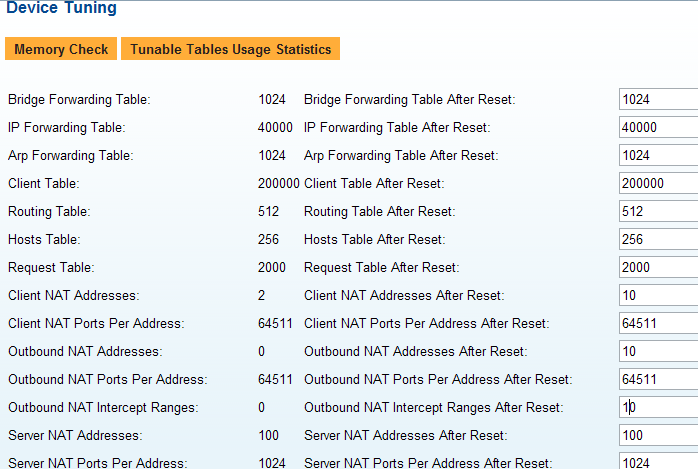 Device Tuning
Memory Check Tunable Tables Usage Statistics
Bridge Forwarding Table: 1024 Bridge Forwarding Table After Reset: 1024
IP Forwarding Table: 40000 IP Forwarding Table After Reset: 40000
Arp Forwarding Table: 1024 Arp Forwarding Table After Reset: 1024
Client Table: 200000 Client Table After Reset: 200000
Routing Table: 512 Routing Table After Reset: 512
Hosts Table: 256 Hosts Table After Reset: 256
Request Table: 2000 Request Table After Reset: 2000
Client NAT Addresses: 2 Client NAT Addresses After Reset: 10
Client NAT Ports Per Address: 64511 Client NAT Ports Per Address After Reset: 64511
Outbound NAT Addresses: 0 Outbound NAT Addresses After Reset: 10
Outbound NAT Ports Per Address: 64511 Outbound NAT Ports Per Address After Reset: 64511
Outbound NAT Intercept Ranges: 0 Outbound NAT Intercept Ranges After Reset: 10
Server NAT Addresses: 100 Server NAT Addresses After Reset: 100
Server NAT Ports Per Address: 1024 Server NAT Ports Per Address After Reset: 1024